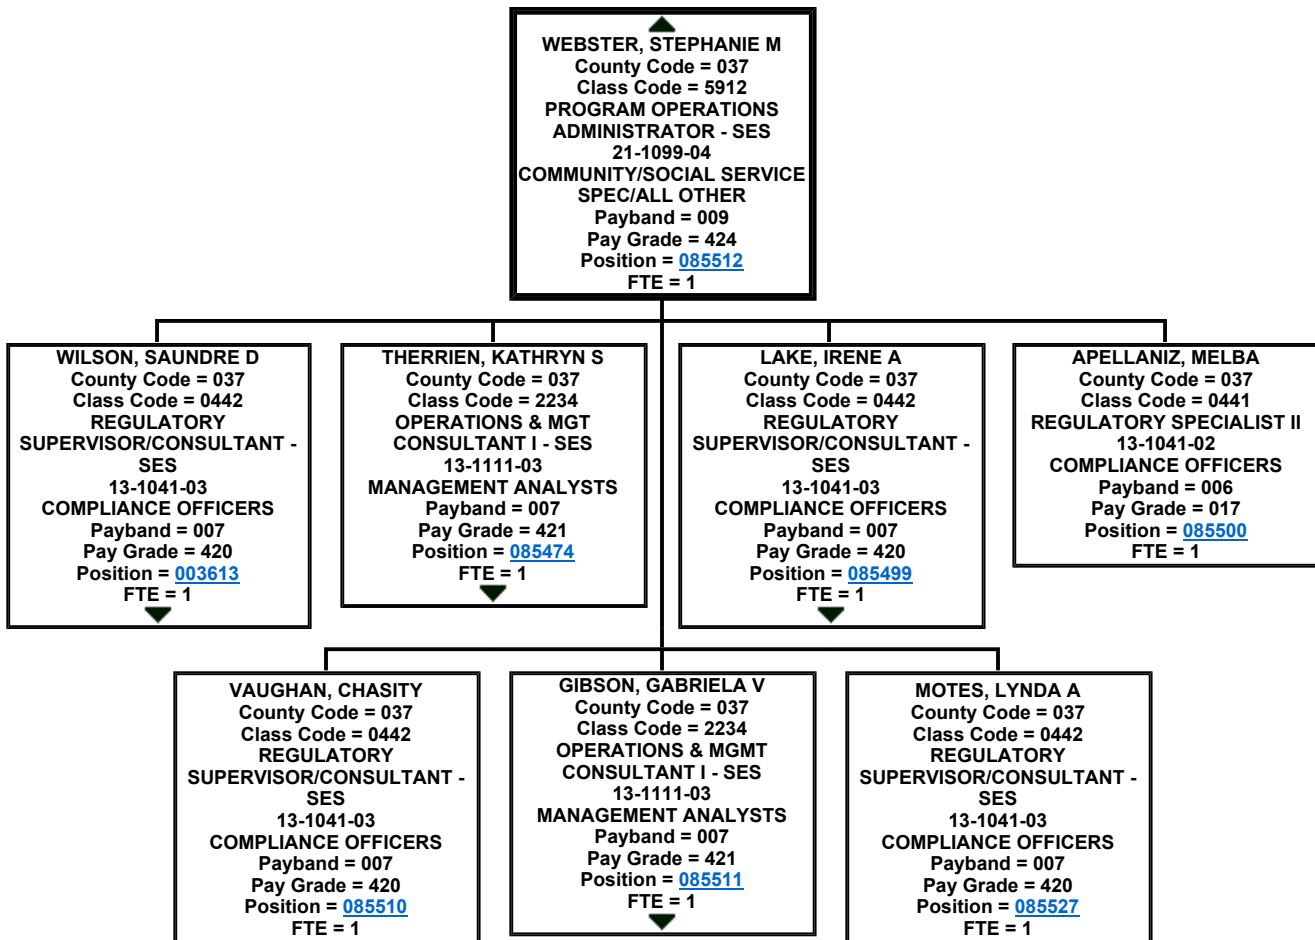 WEBSTER, STEPHANIE M
County Code = 037
Class Code = 5912
PROGRAM OPERATIONS
ADMINISTRATOR - SES
21-1099-04
COMMUNITY/SOCIAL SERVICE
SPEC/ALL OTHER
Payband = 009
Pay Grade = 424
Position = 085512
FTE = 1
WILSON, SAUNDRE D
County Code = 037
Class Code = 0442
REGULATORY
SUPERVISOR/CONSULTANT -
SES
13-1041-03
COMPLIANCE OFFICERS
Payband = 007
Pay Grade = 420
Position = 003613
FTE = 1
THERRIEN, KATHRYN S
County Code = 037
Class Code = 2234
OPERATIONS & MGT
CONSULTANT I - SES
13-1111-03
MANAGEMENT ANALYSTS
Payband = 007
Pay Grade = 421
Position = 085474
FTE = 1
LAKE, IRENE A
County Code = 037
Class Code = 0442
REGULATORY
SUPERVISOR/CONSULTANT -
SES
13-1041-03
COMPLIANCE OFFICERS
Payband = 007
Pay Grade = 420
Position = 085499
FTE = 1
APELLANIZ, MELBA
County Code = 037
Class Code = 0441
REGULATORY SPECIALIST II
13-1041-02
COMPLIANCE OFFICERS
Payband = 006
Pay Grade = 017
Position = 085500
FTE = 1
VAUGHAN, CHASITY
County Code = 037
Class Code = 0442
REGULATORY
SUPERVISOR/CONSULTANT -
SES
13-1041-03
COMPLIANCE OFFICERS
Payband = 007
Pay Grade = 420
Position = 085510
FTE = 1
GIBSON, GABRIELA V
County Code = 037
Class Code = 2234
OPERATIONS & MGMT
CONSULTANT I - SES
13-1111-03
MANAGEMENT ANALYSTS
Payband = 007
Pay Grade = 421
Position = 085511
FTE = 1
MOTES, LYNDA A
County Code = 037
Class Code = 0442
REGULATORY
SUPERVISOR/CONSULTANT -
SES
13-1041-03
COMPLIANCE OFFICERS
Payband = 007
Pay Grade = 420
Position = 085527
FTE = 1